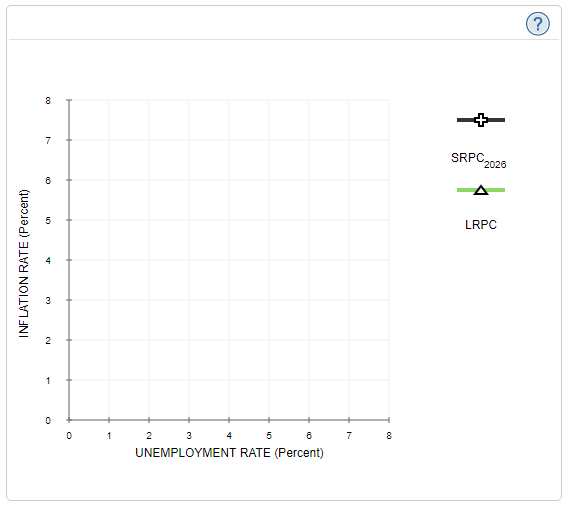 ?
8
7
6
5
4
3
2
1
0
INFLATION RATE (Percent)
0 1 2 3 4 5 6 7 8
UNEMPLOYMENT RATE (Percent)
SRPC2026
LRPC